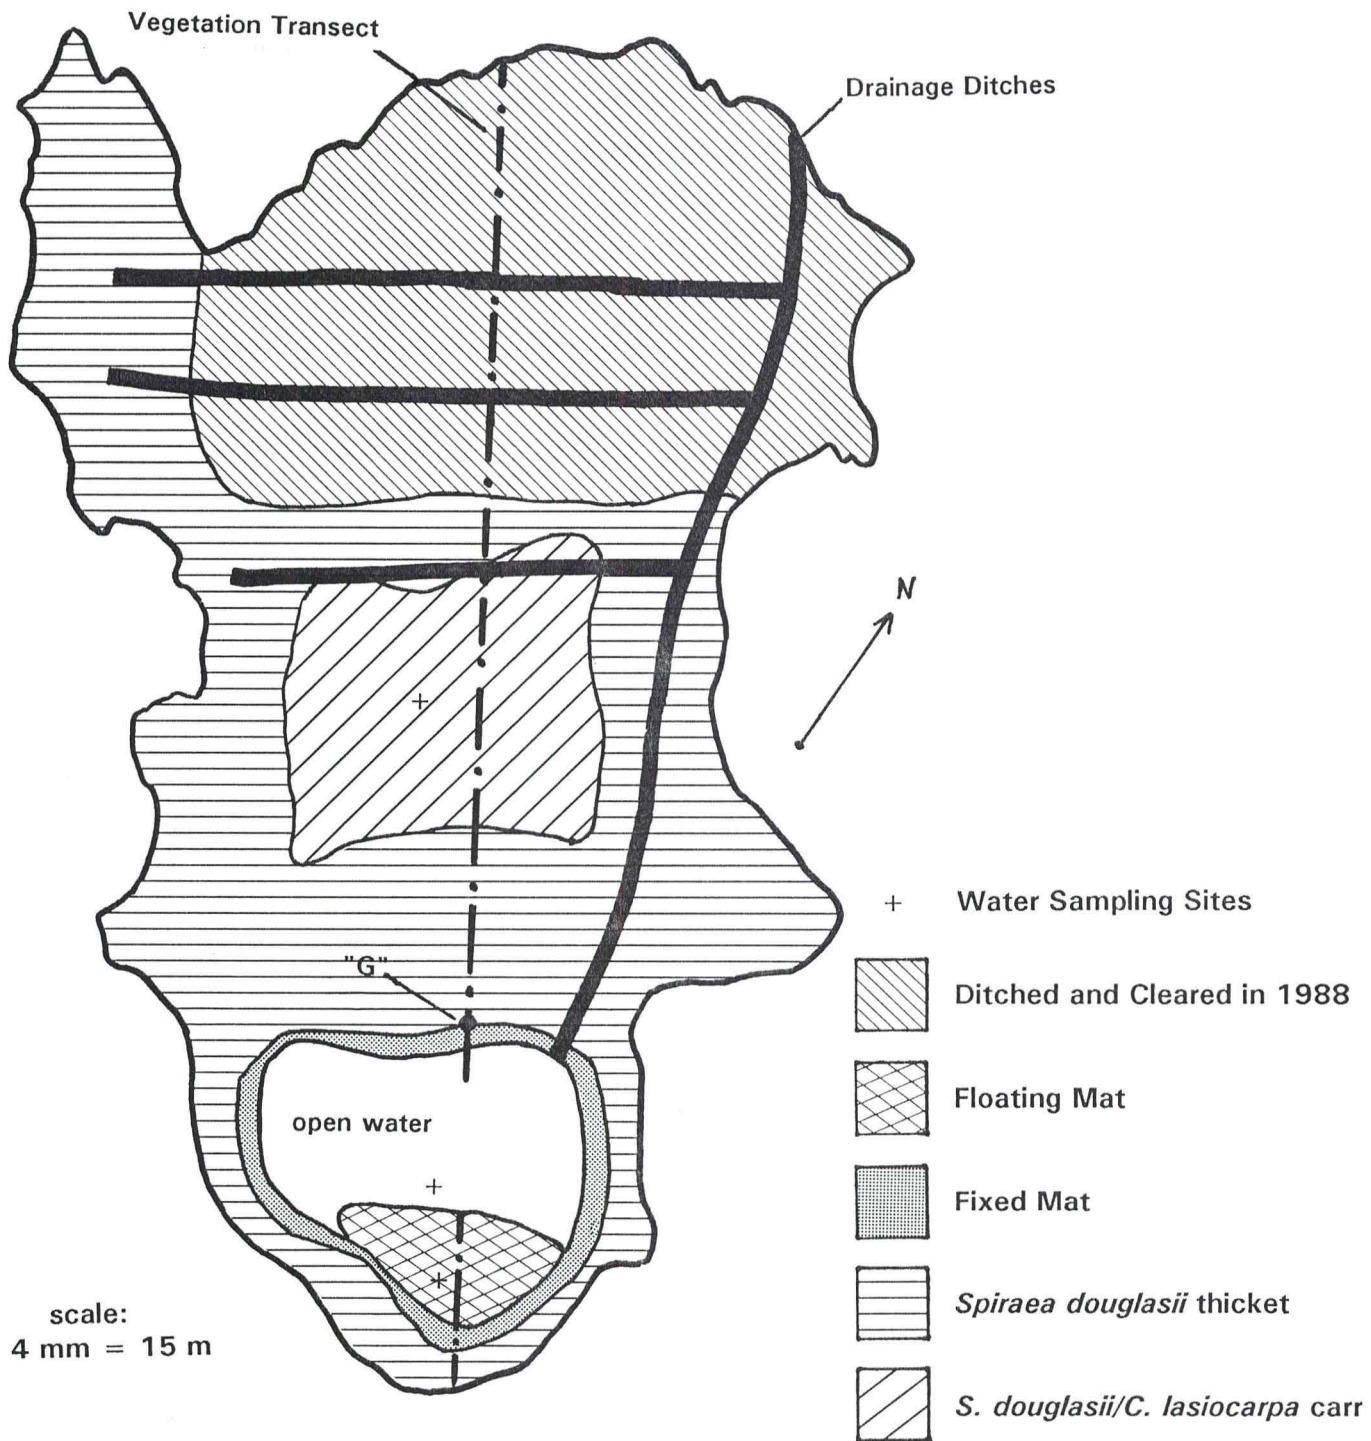 Vegetation Transect
Drainage Ditches
N
+ Water Sampling Sites
"G"
Ditched and Cleared in 1988
Floating Mat
open water
Fixed Mat
Spiraea douglasii thicket
scale:
4 mm = 15 m
S. douglasii/C. lasiocarpa carr